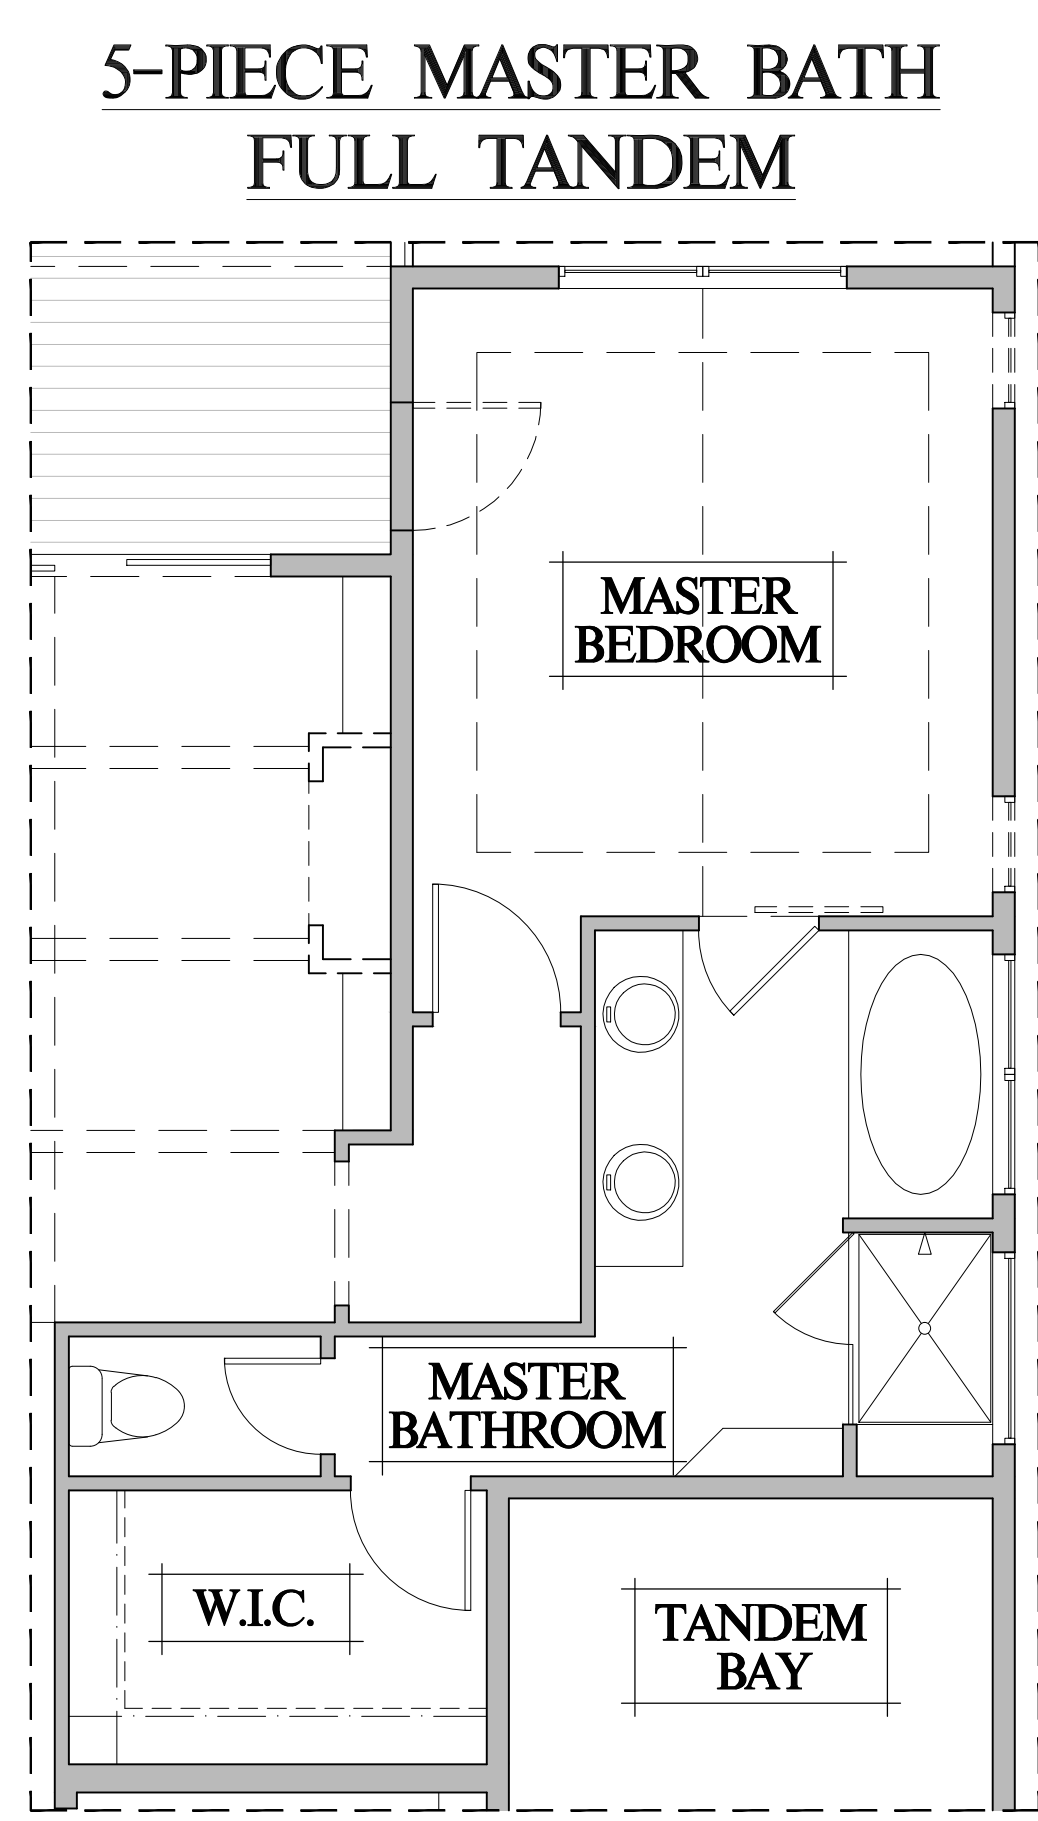 5-PIECE MASTER BATH
FULL TANDEM
MASTER
BEDROOM
MASTER
BATHROOM
W.I.C.
TANDEM
BAY